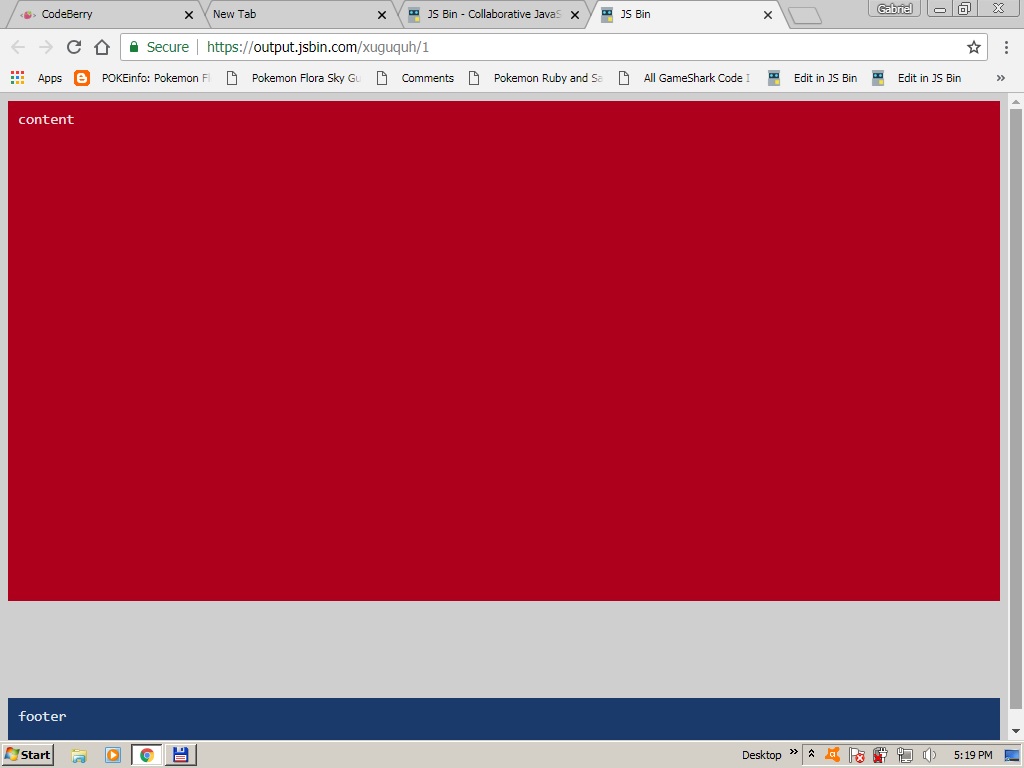 CodeBerry
New Tab
JS Bin - Collaborative JavaS
JS Bin
Gabriel
Secure
https://output.jsbin.com/xuguquh/1
Apps
POKEinfo: Pokemon Fl
Pokemon Flora Sky Gu
Comments
Pokemon Ruby and Sa
All GameShark Code I
Edit in JS Bin
Edit in JS Bin
content
footer
Start
Desktop
5:19 PM